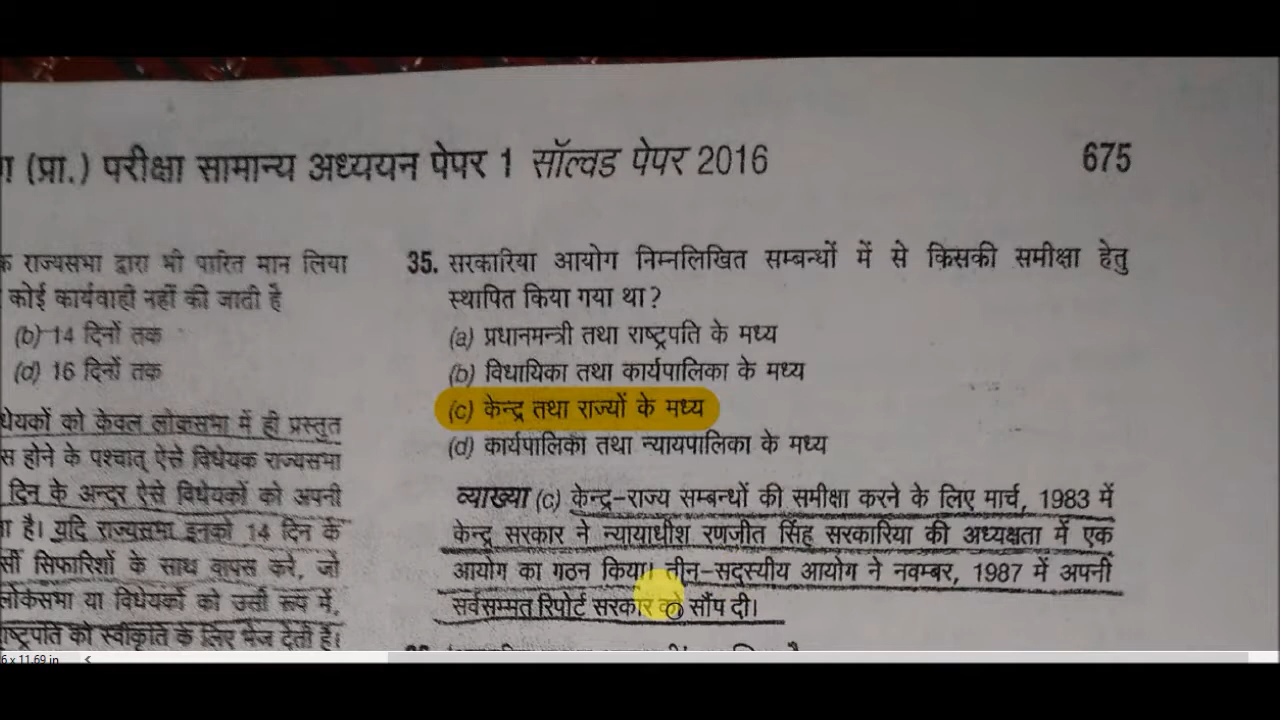 (प्रा.) परीक्षा सामान्य अध्ययन पेपर 1 सॉल्वड पेपर 2016
675
राज्यसभा द्वारा भी पारित मान लिया
कोई कार्यवाही नहीं की जाती है
(b) 14 दिनों तक
(d) 16 दिनों तक
को केवल लोकसभा में ही प्रस्तुत
होने के पश्चात् ऐसे विधेयक राज्यसभा
दिन के अन्दर ऐसे विधेयकों को अपनी
है। यदि राज्यसभा इनको 14 दिन के
सिफारिशों के साथ वापस करे, जो
लोकसभा या विधेयकों को उसी रूप में,
को स्वीकृति के लिए भेज देती है।
35. सरकारिया आयोग निम्नलिखित सम्बन्धों में से किसकी समीक्षा हेतु
स्थापित किया गया था?
(a) प्रधानमन्त्री तथा राष्ट्रपति के मध्य
(b) विधायिका तथा कार्यपालिका के मध्य
(c) केन्द्र तथा राज्यों के मध्य
(d) कार्यपालिका तथा न्यायपालिका के मध्य
व्याख्या (c) केन्द्र-राज्य सम्बन्धों की समीक्षा करने के लिए मार्च, 1983 में
केन्द्र सरकार ने न्यायाधीश रणजीत सिंह सरकारिया की अध्यक्षता में एक
आयोग का गठन किया। तीन-सदस्यीय आयोग ने नवम्बर, 1987 में अपनी
सर्वसम्मत रिपोर्ट सरकार को सौंप दी।
6 x 11.69 in